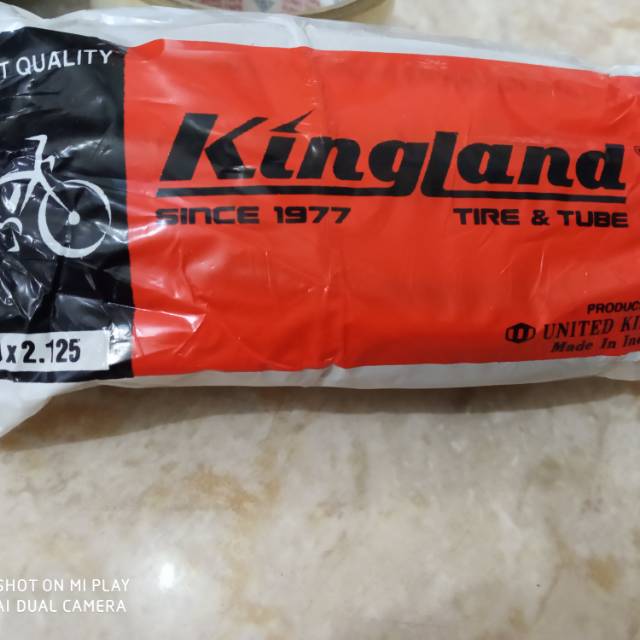 T QUALITY
Kingland
SINCE 1977 TIRE & TUBE
PRODUC
UNITED KI
x 2.125
Made In In
SHOT ON MI PLAY
AI DUAL CAMERA